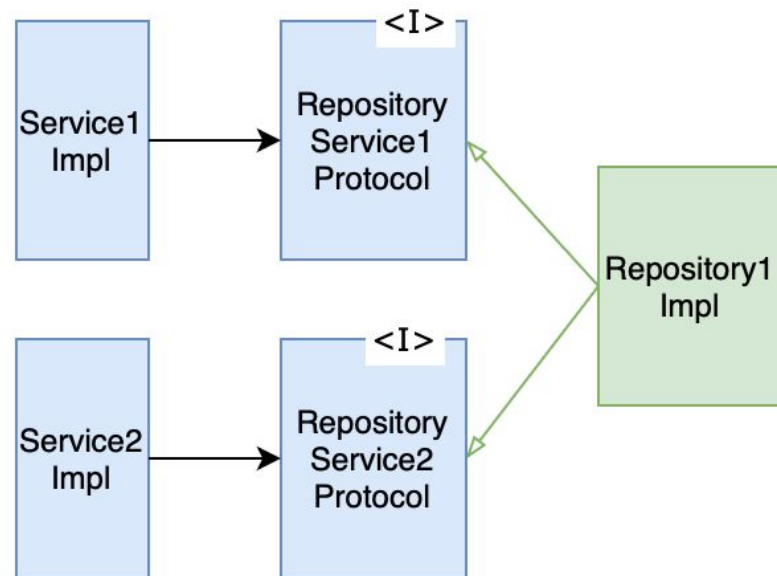 <I>
Service1
Impl
Repository
Service1
Protocol
Repository1
Impl
<I>
Service2
Impl
Repository
Service2
Protocol